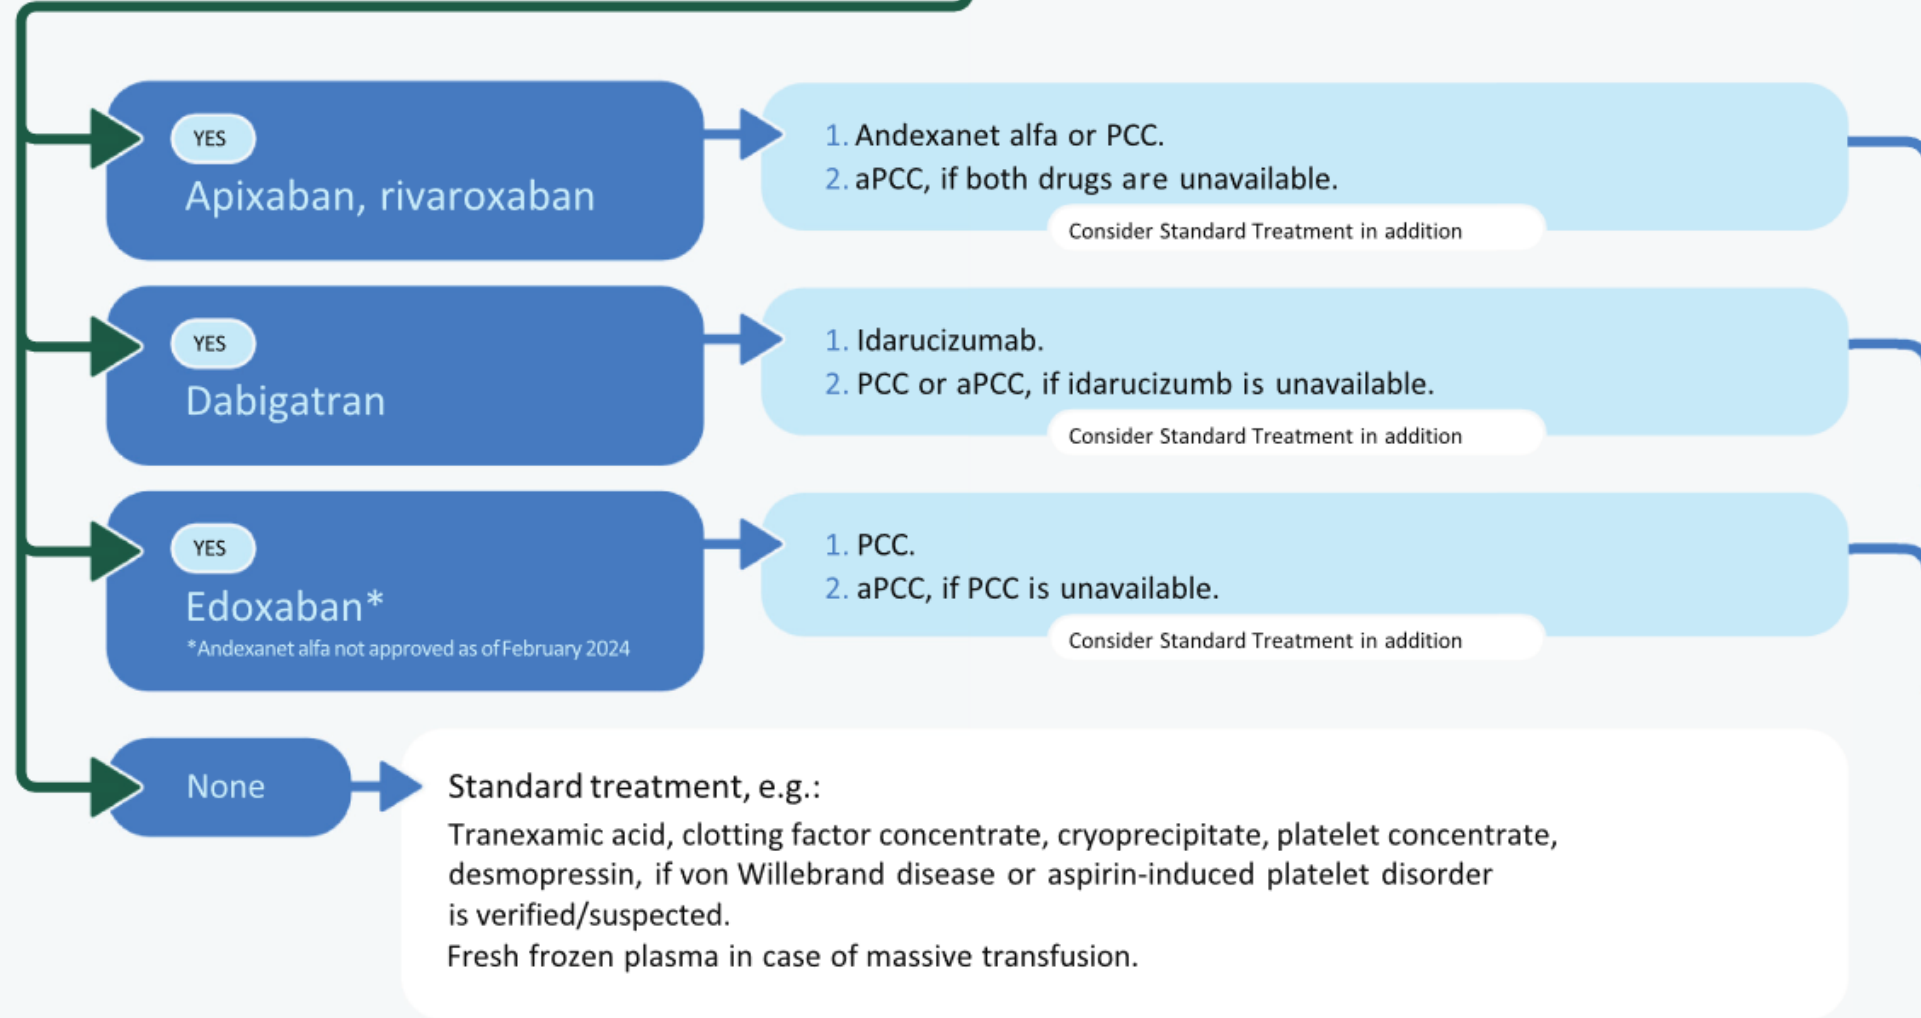 YES
Apixaban, rivaroxaban
1. Andexanet alfa or PCC.
2. aPCC, if both drugs are unavailable.
Consider Standard Treatment in addition
YES
Dabigatran
1. Idarucizumab.
2. PCC or aPCC, if idarucizumb is unavailable.
Consider Standard Treatment in addition
YES
Edoxaban*
*Andexanet alfa not approved as of February 2024
1. PCC.
2. aPCC, if PCC is unavailable.
Consider Standard Treatment in addition
None
Standard treatment, e.g.:
Tranexamic acid, clotting factor concentrate, cryoprecipitate, platelet concentrate,
desmopressin, if von Willebrand disease or aspirin-induced platelet disorder
is verified/suspected.
Fresh frozen plasma in case of massive transfusion.